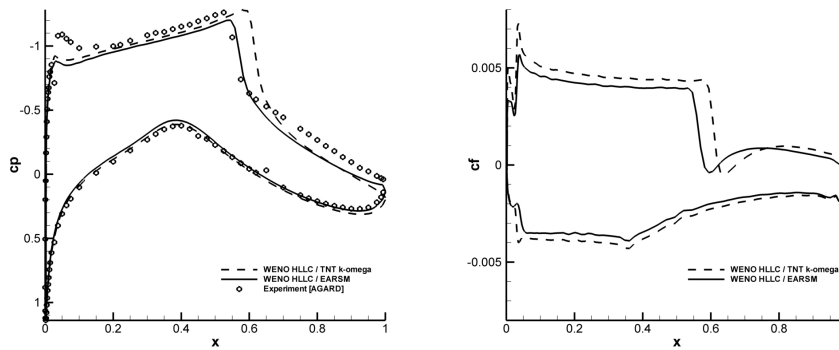 -1
-0.5
cp
0
0.5
1
0
0.2
0.4
0.6
0.8
1
x
WENO HLLC / TNT k-omega
WENO HLLC / EARSM
Experiment [AGARD]
0.005
cf
0
-0.005
0
0.2
0.4
0.6
0.8
x
WENO HLLC / TNT k-omega
WENO HLLC / EARSM